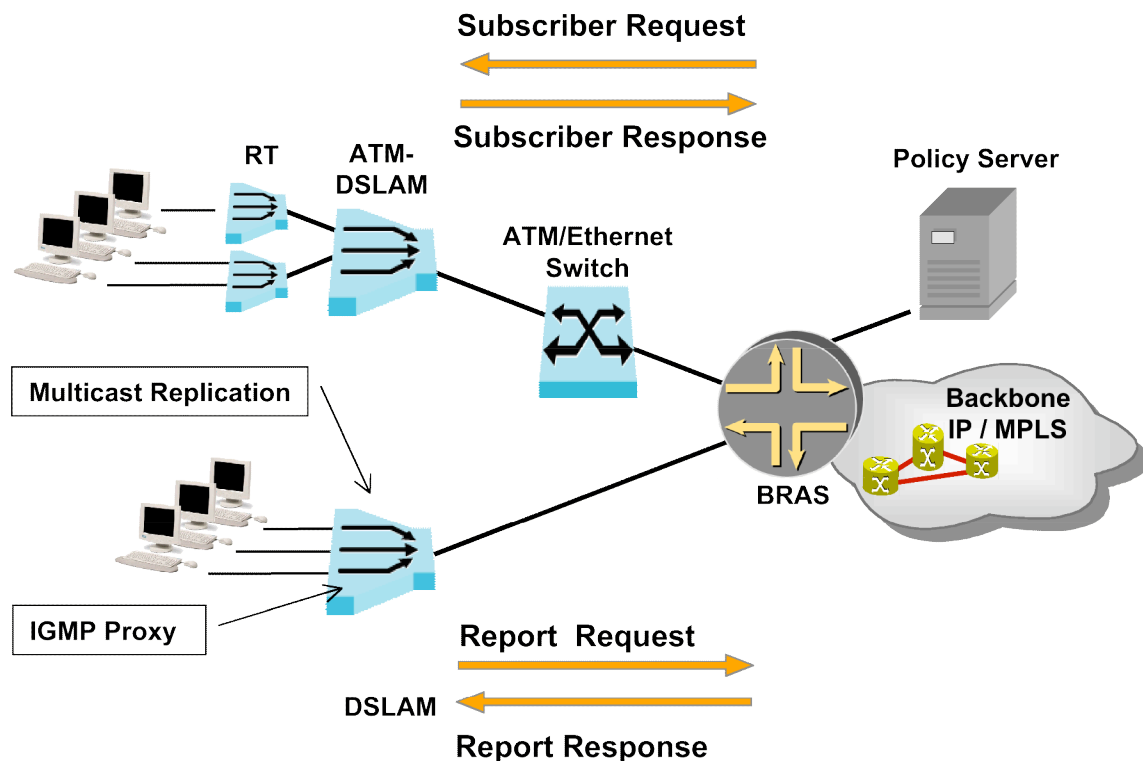 Subscriber Request
Subscriber Response
RT
ATM-
DSLAM
Policy Server
ATM/Ethernet
Switch
Multicast Replication
Backbone
IP / MPLS
BRAS
IGMP Proxy
Report Request
DSLAM
Report Response